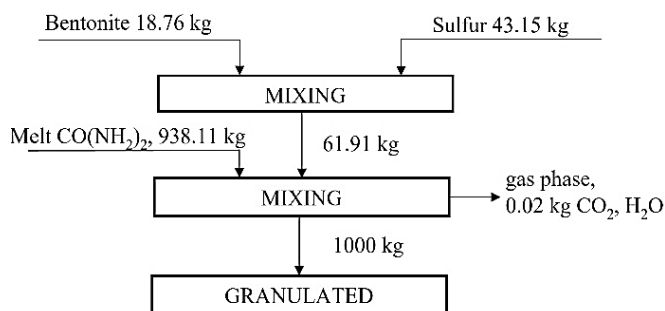 Bentonite 18.76 kg
Sulfur 43.15 kg
MIXING
Melt CO(NH₂)₂, 938.11 kg
61.91 kg
MIXING
gas phase,
0.02 kg CO₂, H₂O
1000 kg
GRANULATED